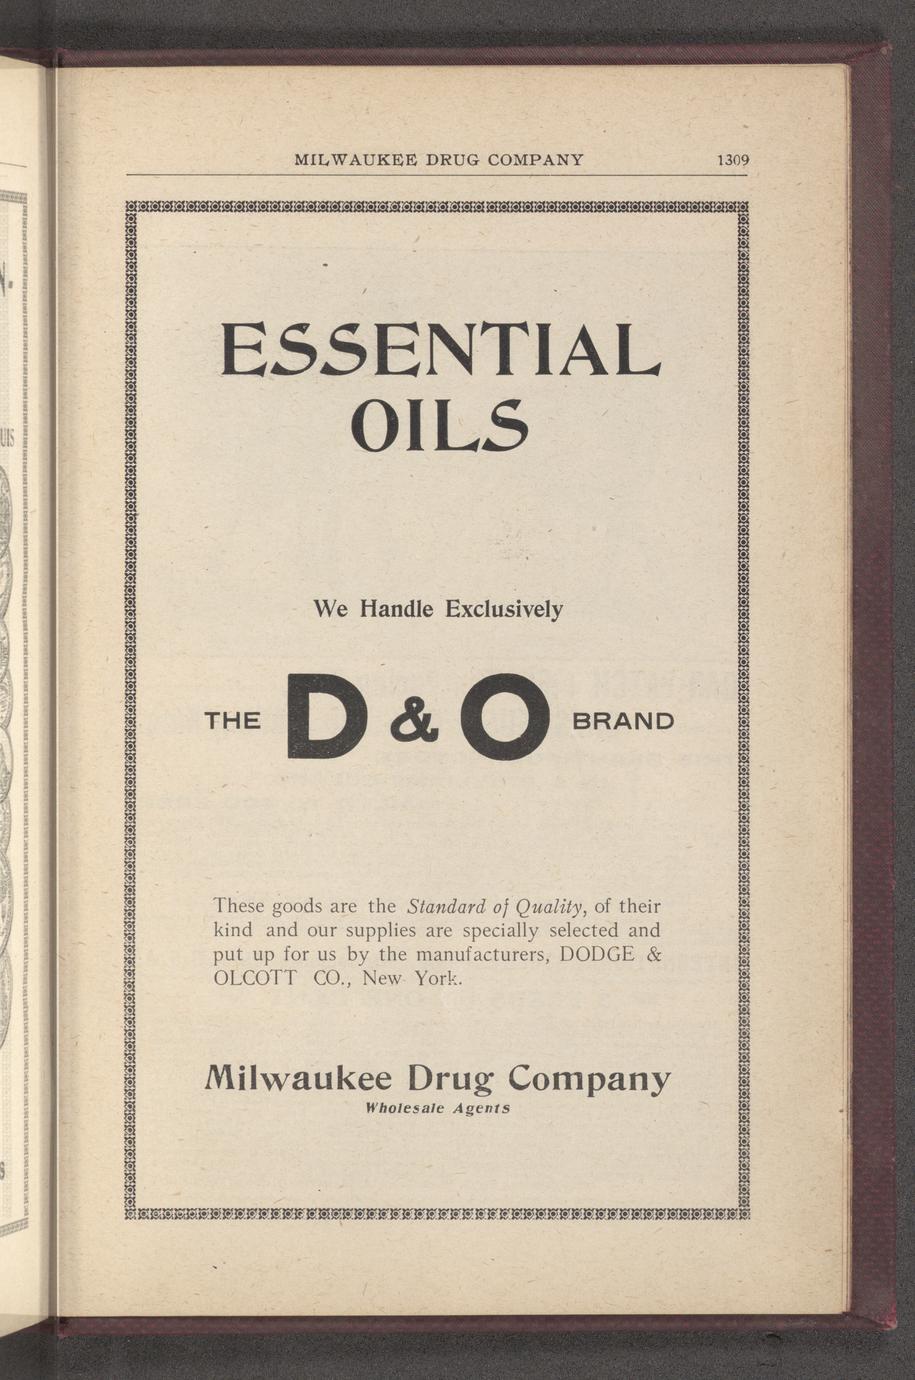 MILWAUKEE DRUG COMPANY 1309
ESSENTIAL
OILS
We Handle Exclusively
THE D & O BRAND
These goods are the Standard of Quality, of their
kind and our supplies are specially selected and
put up for us by the manufacturers, DODGE &
OLCOTT CO., New York.
Milwaukee Drug Company
Wholesale Agents